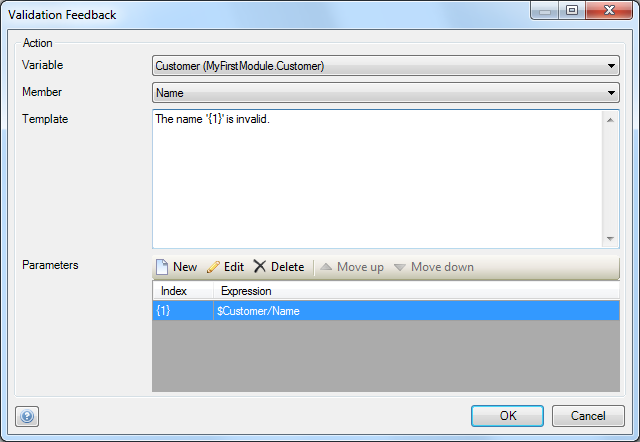 Validation Feedback
Action
Variable Customer (MyFirstModule.Customer)
Member Name
Template The name '{1}' is invalid.
Parameters New Edit Delete Move up Move down
Index Expression
{1} $Customer/Name
? OK Cancel